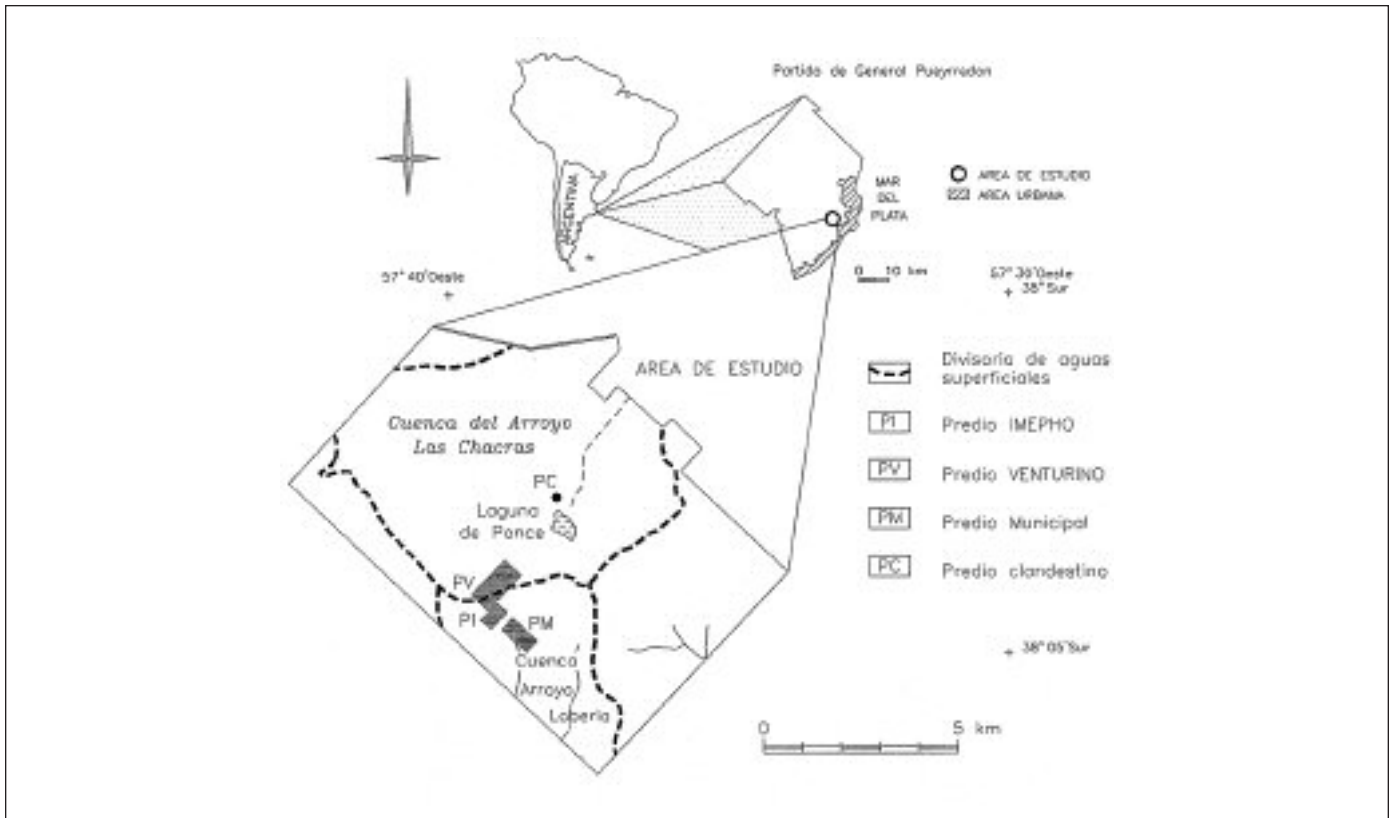 Partido de General Pueyrredon
ARGENTINA
MAR
DEL
PLATA
AREA DE ESTUDIO
AREA URBANA
0 10 km
57° 40' Oeste
57° 30' Oeste
38° Sur
AREA DE ESTUDIO
Cuenca del Arroyo
Las Chacras
PC
Laguna
de Ponce
PV
PI
PM
Cuenca
Arroyo
Loberia
Divisoria de aguas
superficiales
PI Predio IMEPHO
PV Predio VENTURINO
PM Predio Municipal
PC Predio clandestino
38° 05' Sur
0 5 km